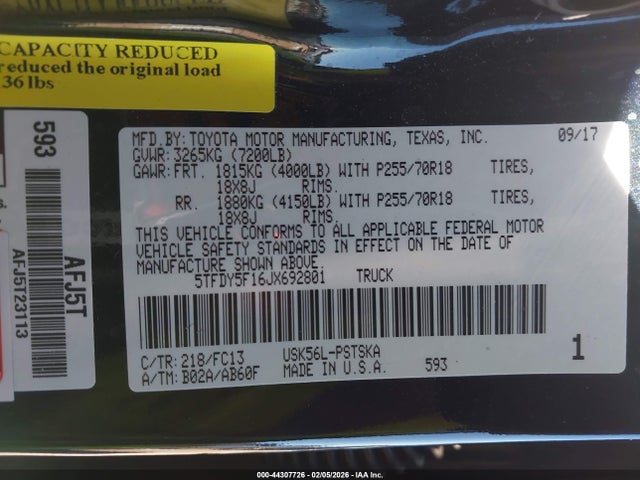 CAPACITY REDUCED
reduced the original load
36 lbs
593
AFJ5T
AFJ5T23113
MFD.BY: TOYOTA MOTOR MANUFACTURING, TEXAS, INC. 09/17
GVWR: 3265KG (7200LB)
GAWR: FRT. 1815KG (4000LB) WITH P255/70R18 TIRES,
18X8J RIMS.
RR. 1880KG (4150LB) WITH P255/70R18 TIRES,
18X8J RIMS.
THIS VEHICLE CONFORMS TO ALL APPLICABLE FEDERAL MOTOR
VEHICLE SAFETY STANDARDS IN EFFECT ON THE DATE OF
MANUFACTURE SHOWN ABOVE.
5TFDY5F16JX692801 TRUCK
C/TR: 218/FC13 USK56L-PSTSKA
A/TM: B02A/AB60F MADE IN U.S.A. 593
1
000-44307726 - 02/05/2026 - IAA Inc.